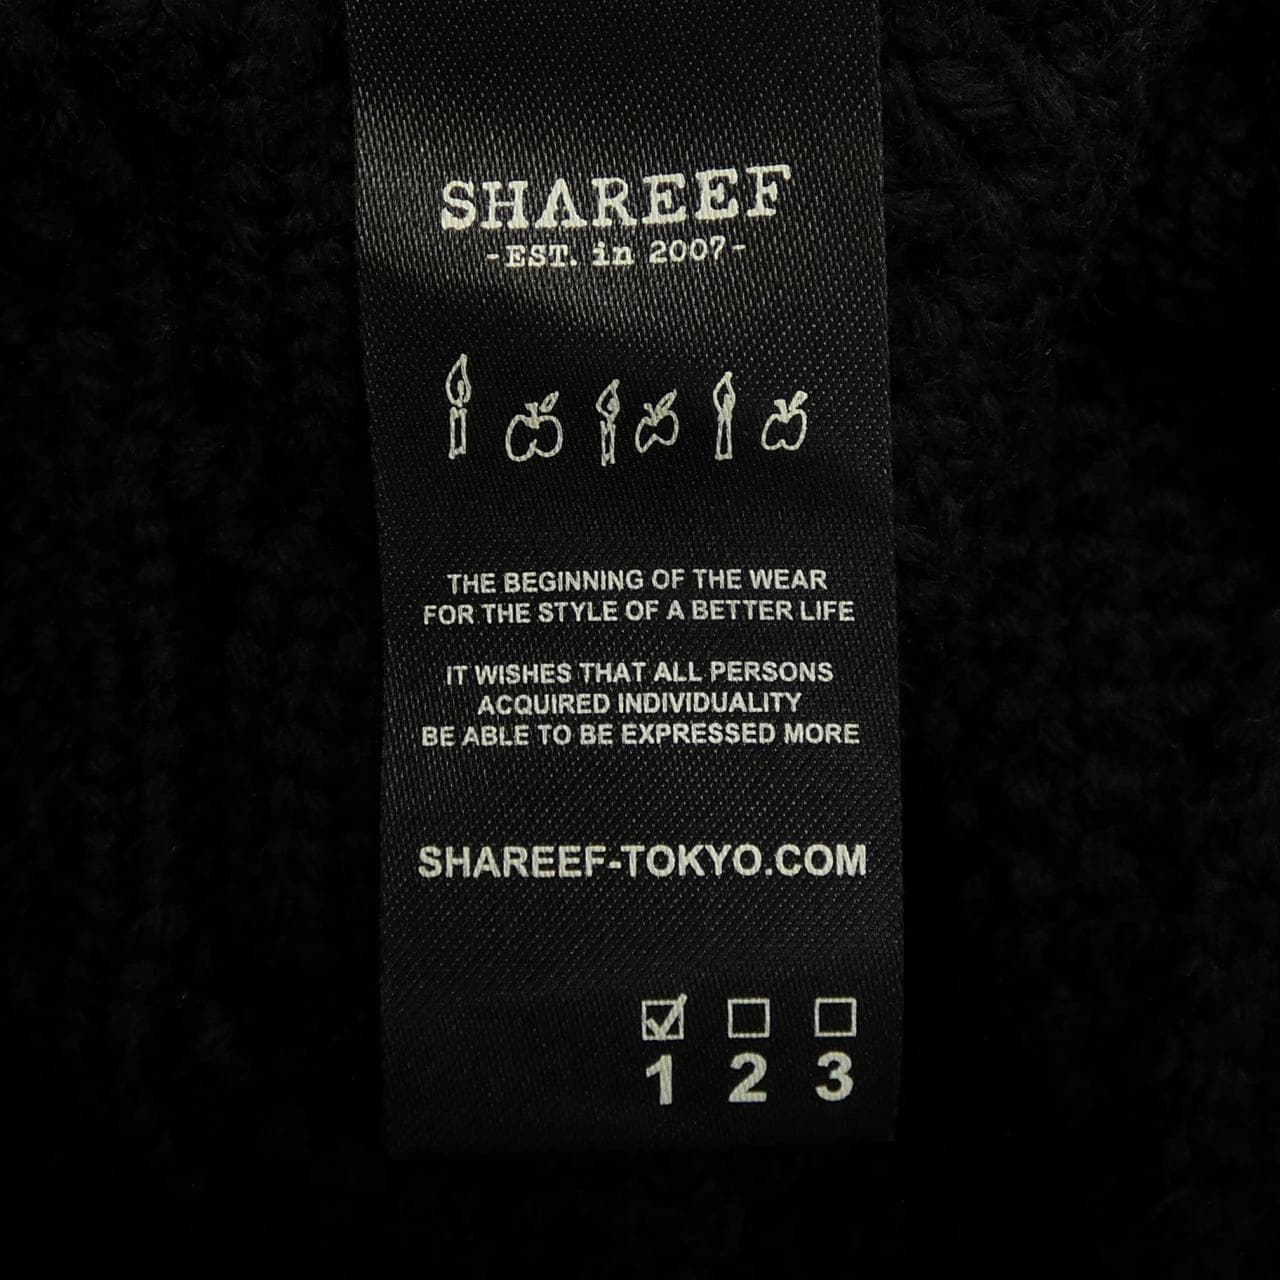 SHAREEF
-EST. in 2007-
THE BEGINNING OF THE WEAR
FOR THE STYLE OF A BETTER LIFE
IT WISHES THAT ALL PERSONS
ACQUIRED INDIVIDUALITY
BE ABLE TO BE EXPRESSED MORE
SHAREEF-TOKYO.COM
1 2 3